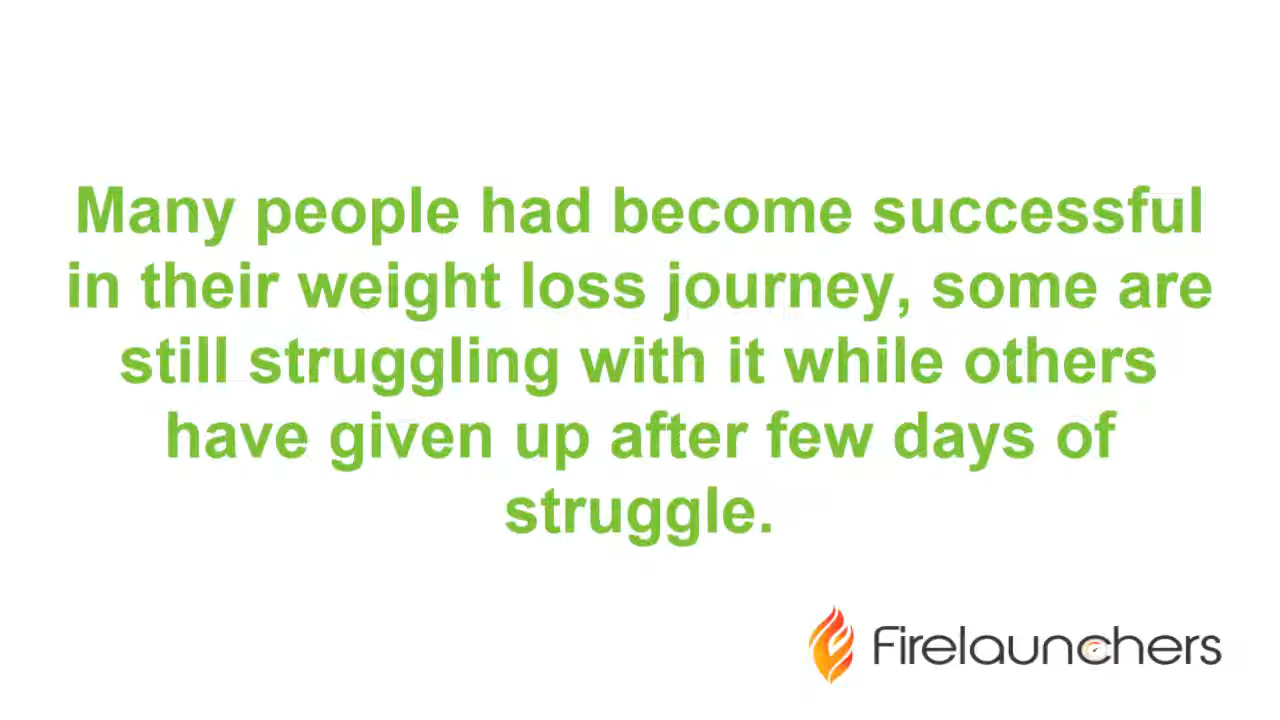 Many people had become successful
in their weight loss journey, some are
still struggling with it while others
have given up after few days of
struggle.
Firelaunchers